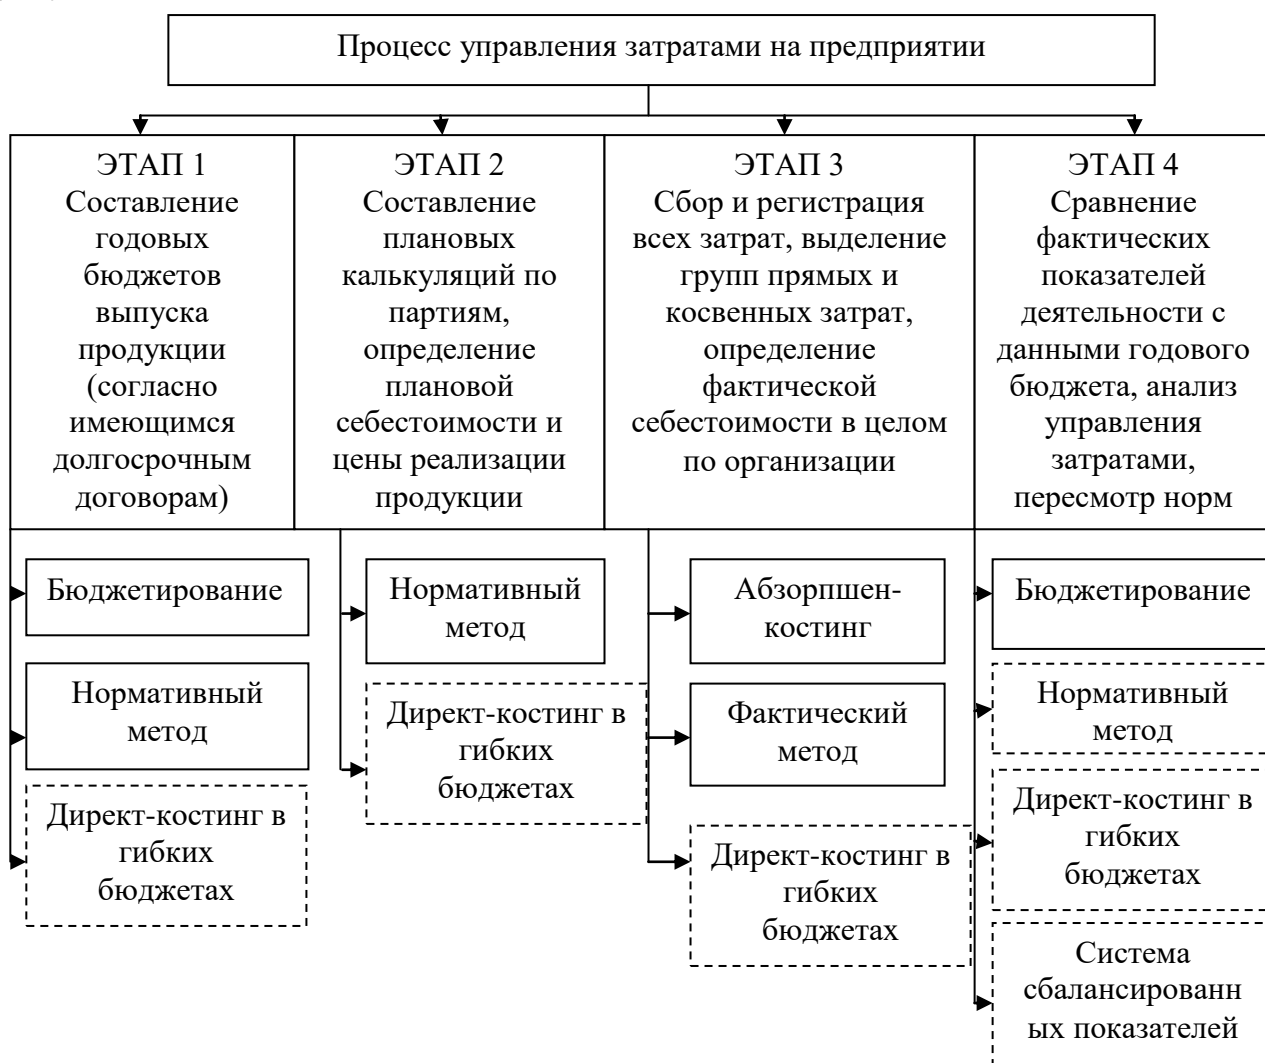 Процесс управления затратами на предприятии
ЭТАП 1
Составление
годовых
бюджетов
выпуска
продукции
(согласно
имеющимся
долгосрочным
договорам)
ЭТАП 2
Составление
плановых
калькуляций по
партиям,
определение
плановой
себестоимости и
цены реализации
продукции
ЭТАП 3
Сбор и регистрация
всех затрат, выделение
групп прямых и
косвенных затрат,
определение
фактической
себестоимости в целом
по организации
ЭТАП 4
Сравнение
фактических
показателей
деятельности с
данными годового
бюджета, анализ
управления
затратами,
пересмотр норм
Бюджетирование
Нормативный
метод
Директ-костинг в
гибких
бюджетах
Нормативный
метод
Директ-костинг в
гибких
бюджетах
Абзорпшен-
костинг
Фактический
метод
Директ-костинг в
гибких
бюджетах
Бюджетирование
Нормативный
метод
Директ-костинг в
гибких
бюджетах
Система
сбалансированн
ых показателей